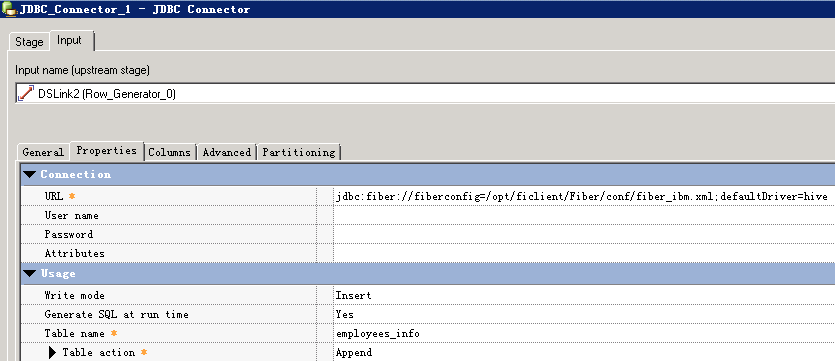 JDBC_Connector_1 - JDBC Connector
Stage Input
Input name (upstream stage)
DSLink2 (Row_Generator_0)
General Properties Columns Advanced Partitioning
Connection
URL * jdbc:fiber://fiberconfig=/opt/ficlient/Fiber/conf/fiber_ibm.xml;defaultDriver=hive
User name
Password
Attributes
Usage
Write mode Insert
Generate SQL at run time Yes
Table name * employees_info
Table action * Append